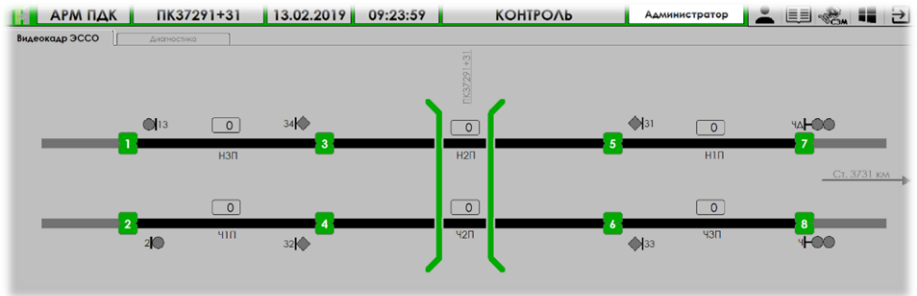 АРМ ПДК ПК37291+31 13.02.2019 09:23:59 КОНТРОЛЬ Администратор СОМ
Видеокадр ЭССО Диагностика
ПК37291+31
13 0 34 0 31 0 ЧД
1 3 5 7
Н3П Н2П Н1П
Ст. 3731 км
0 0 0
2 4 6 8
Ч1П Ч2П Ч3П
2 32 33 Ч